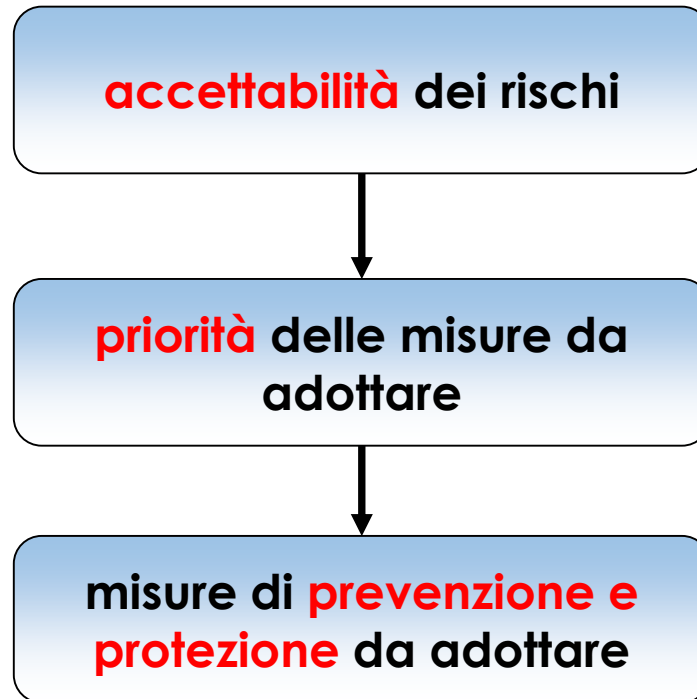 accettabilità dei rischi
priorità delle misure da
adottare
misure di prevenzione e
protezione da adottare